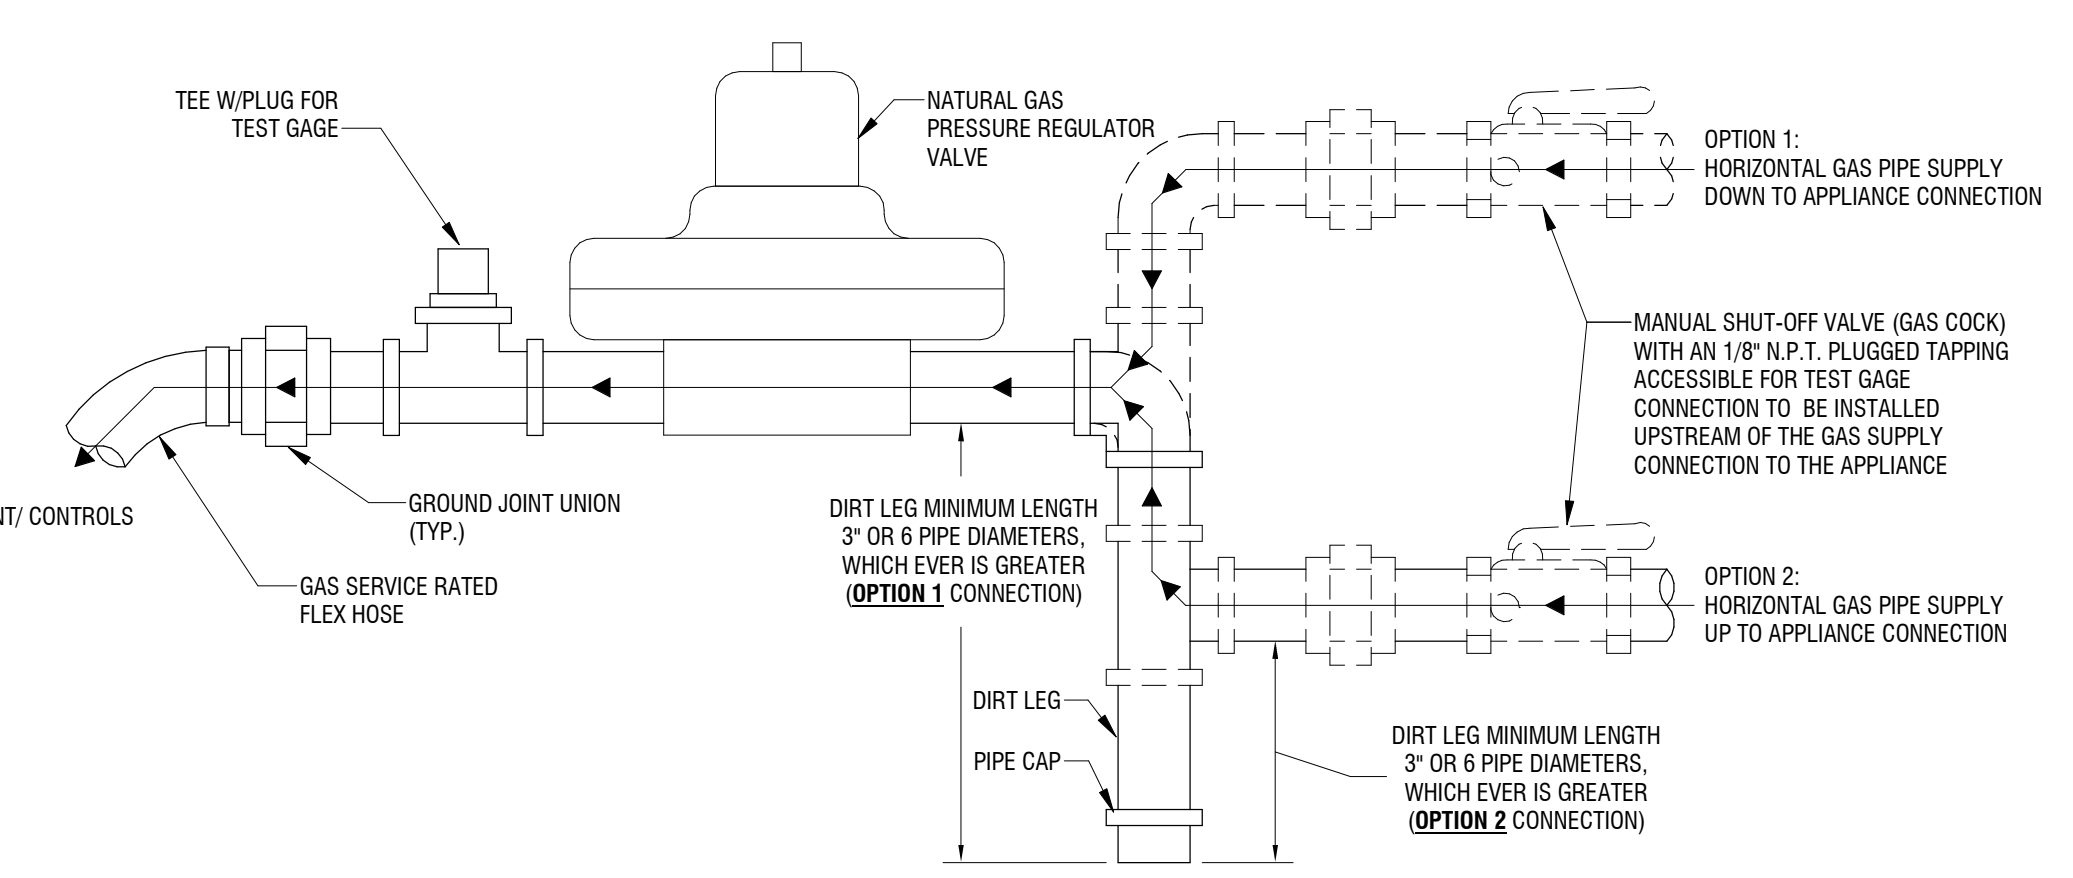 TEE W/PLUG FOR
TEST GAGE
NATURAL GAS
PRESSURE REGULATOR
VALVE
OPTION 1:
HORIZONTAL GAS PIPE SUPPLY
DOWN TO APPLIANCE CONNECTION
MANUAL SHUT-OFF VALVE (GAS COCK)
WITH AN 1/8" N.P.T. PLUGGED TAPPING
ACCESSIBLE FOR TEST GAGE
CONNECTION TO BE INSTALLED
UPSTREAM OF THE GAS SUPPLY
CONNECTION TO THE APPLIANCE
/ CONTROLS
GROUND JOINT UNION
(TYP.)
GAS SERVICE RATED
FLEX HOSE
DIRT LEG MINIMUM LENGTH
3" OR 6 PIPE DIAMETERS,
WHICH EVER IS GREATER
(OPTION 1 CONNECTION)
OPTION 2:
HORIZONTAL GAS PIPE SUPPLY
UP TO APPLIANCE CONNECTION
DIRT LEG
PIPE CAP
DIRT LEG MINIMUM LENGTH
3" OR 6 PIPE DIAMETERS,
WHICH EVER IS GREATER
(OPTION 2 CONNECTION)